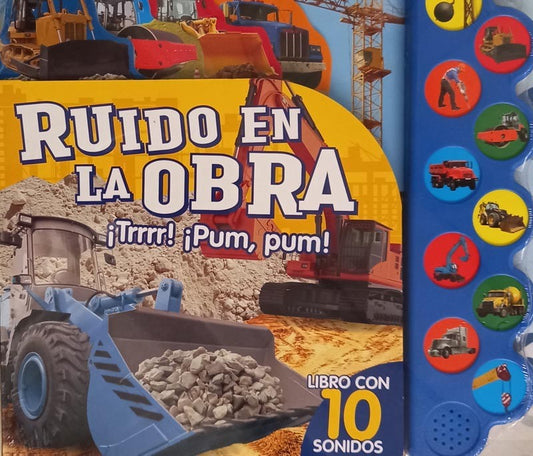 RUIDO EN
LA OBRA
¡Trrrr! ¡Pum, pum!
LIBRO CON
10
SONIDOS